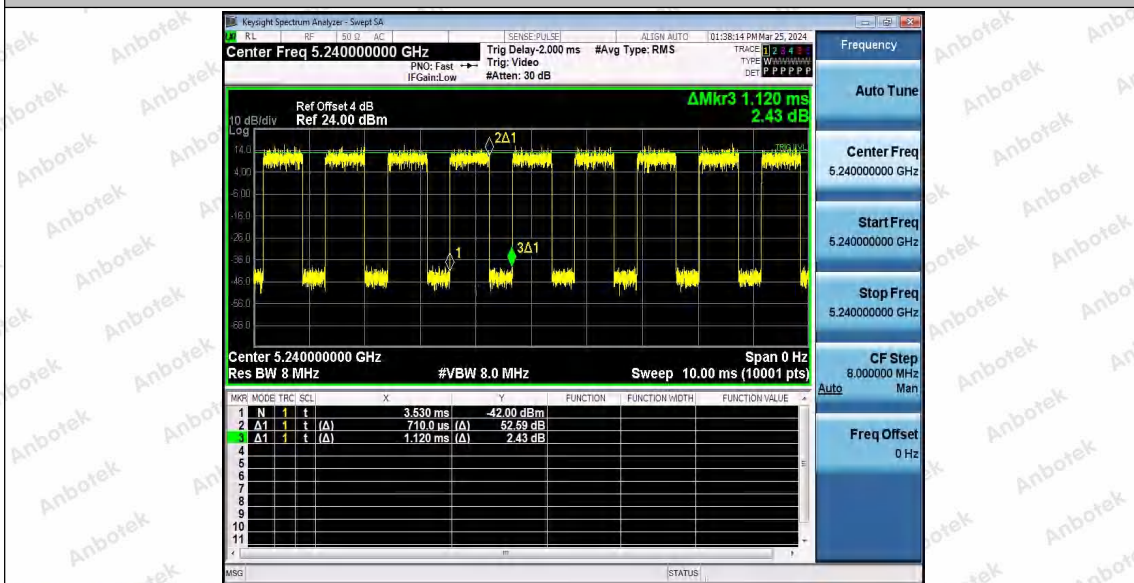 Keysight Spectrum Analyzer - Swept SA
RL RF 50 Ω AC SENSE:PULSE ALIGN AUTO 01:38:14 PM Mar 25, 2024
Center Freq 5.240000000 GHz
PNO: Fast
IFGain:Low
Trig Delay-2.000 ms
Trig: Video
#Atten: 30 dB
#Avg Type: RMS
TRACE 1 2 3 4 5 6
TYPE WWWWWWW
DET P P P P P P
ΔMkr3 1.120 ms
2.43 dB
Ref Offset 4 dB
10 dB/div Ref 24.00 dBm
Log
14.0
4.00
-6.00
-16.0
-26.0
-36.0
-46.0
-56.0
-66.0
2Δ1
TRIG LVL
1
3Δ1
Center 5.240000000 GHz Span 0 Hz
Res BW 8 MHz #VBW 8.0 MHz Sweep 10.00 ms (10001 pts)
MKR MODE TRC SCL X Y FUNCTION FUNCTION WIDTH FUNCTION VALUE
1 N 1 t 3.530 ms -42.00 dBm
2 Δ1 1 t (Δ) 710.0 us (Δ) 52.59 dB
3 Δ1 1 t (Δ) 1.120 ms (Δ) 2.43 dB
4
5
6
7
8
9
10
11
MSG STATUS
Frequency
Auto Tune
Center Freq
5.240000000 GHz
Start Freq
5.240000000 GHz
Stop Freq
5.240000000 GHz
CF Step
8.000000 MHz
Auto Man
Freq Offset
0 Hz
Anbotek